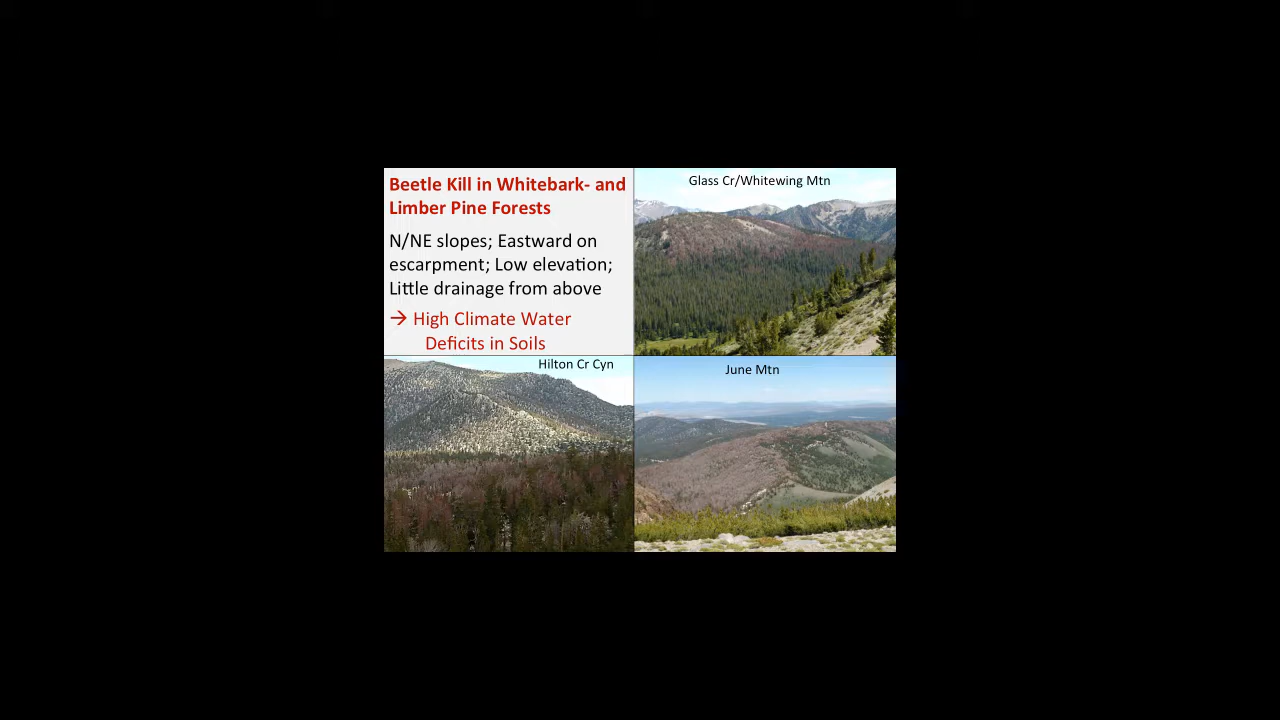 Beetle Kill in Whitebark- and
Limber Pine Forests
N/NE slopes; Eastward on
escarpment; Low elevation;
Little drainage from above
→ High Climate Water
Deficits in Soils
Glass Cr/Whitewing Mtn
Hilton Cr Cyn
June Mtn